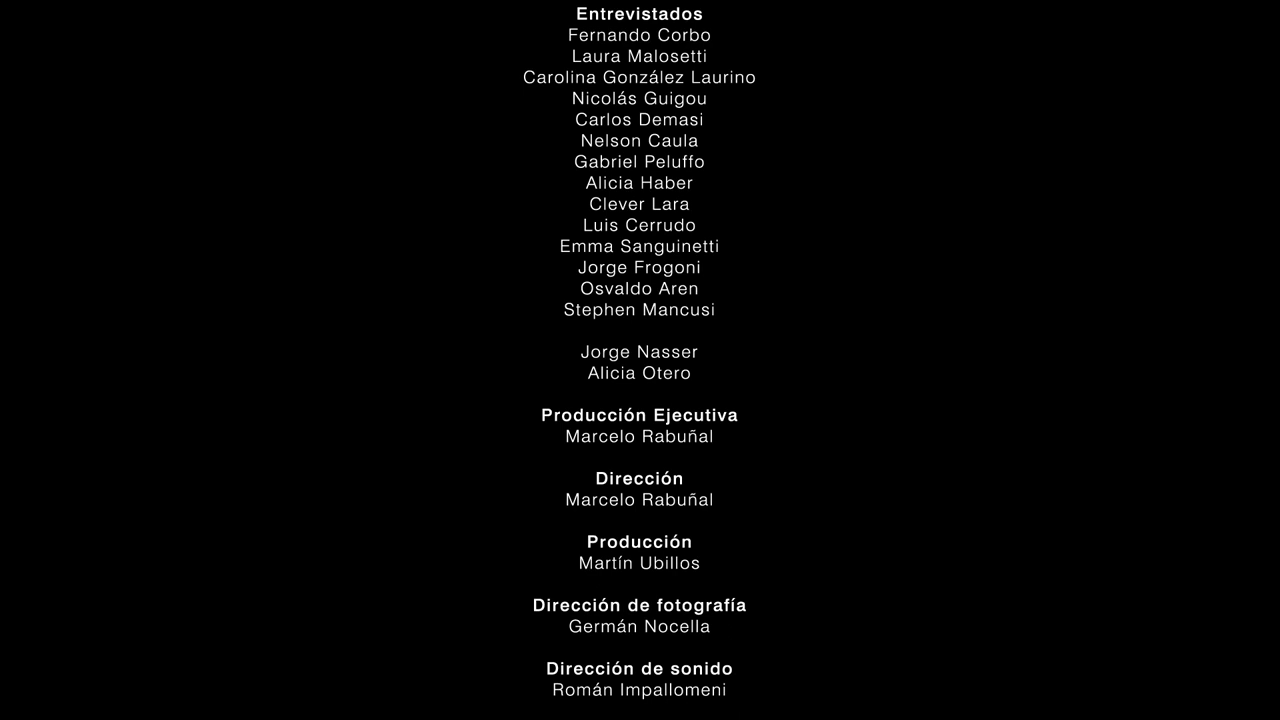 Entrevistados
Fernando Corbo
Laura Malosetti
Carolina González Laurino
Nicolás Guigou
Carlos Demasi
Nelson Caula
Gabriel Peluffo
Alicia Haber
Clever Lara
Luis Cerrudo
Emma Sanguinetti
Jorge Frogoni
Osvaldo Aren
Stephen Mancusi
Jorge Nasser
Alicia Otero
Producción Ejecutiva
Marcelo Rabuñal
Dirección
Marcelo Rabuñal
Producción
Martín Ubillos
Dirección de fotografía
Germán Nocella
Dirección de sonido
Román Impallomeni